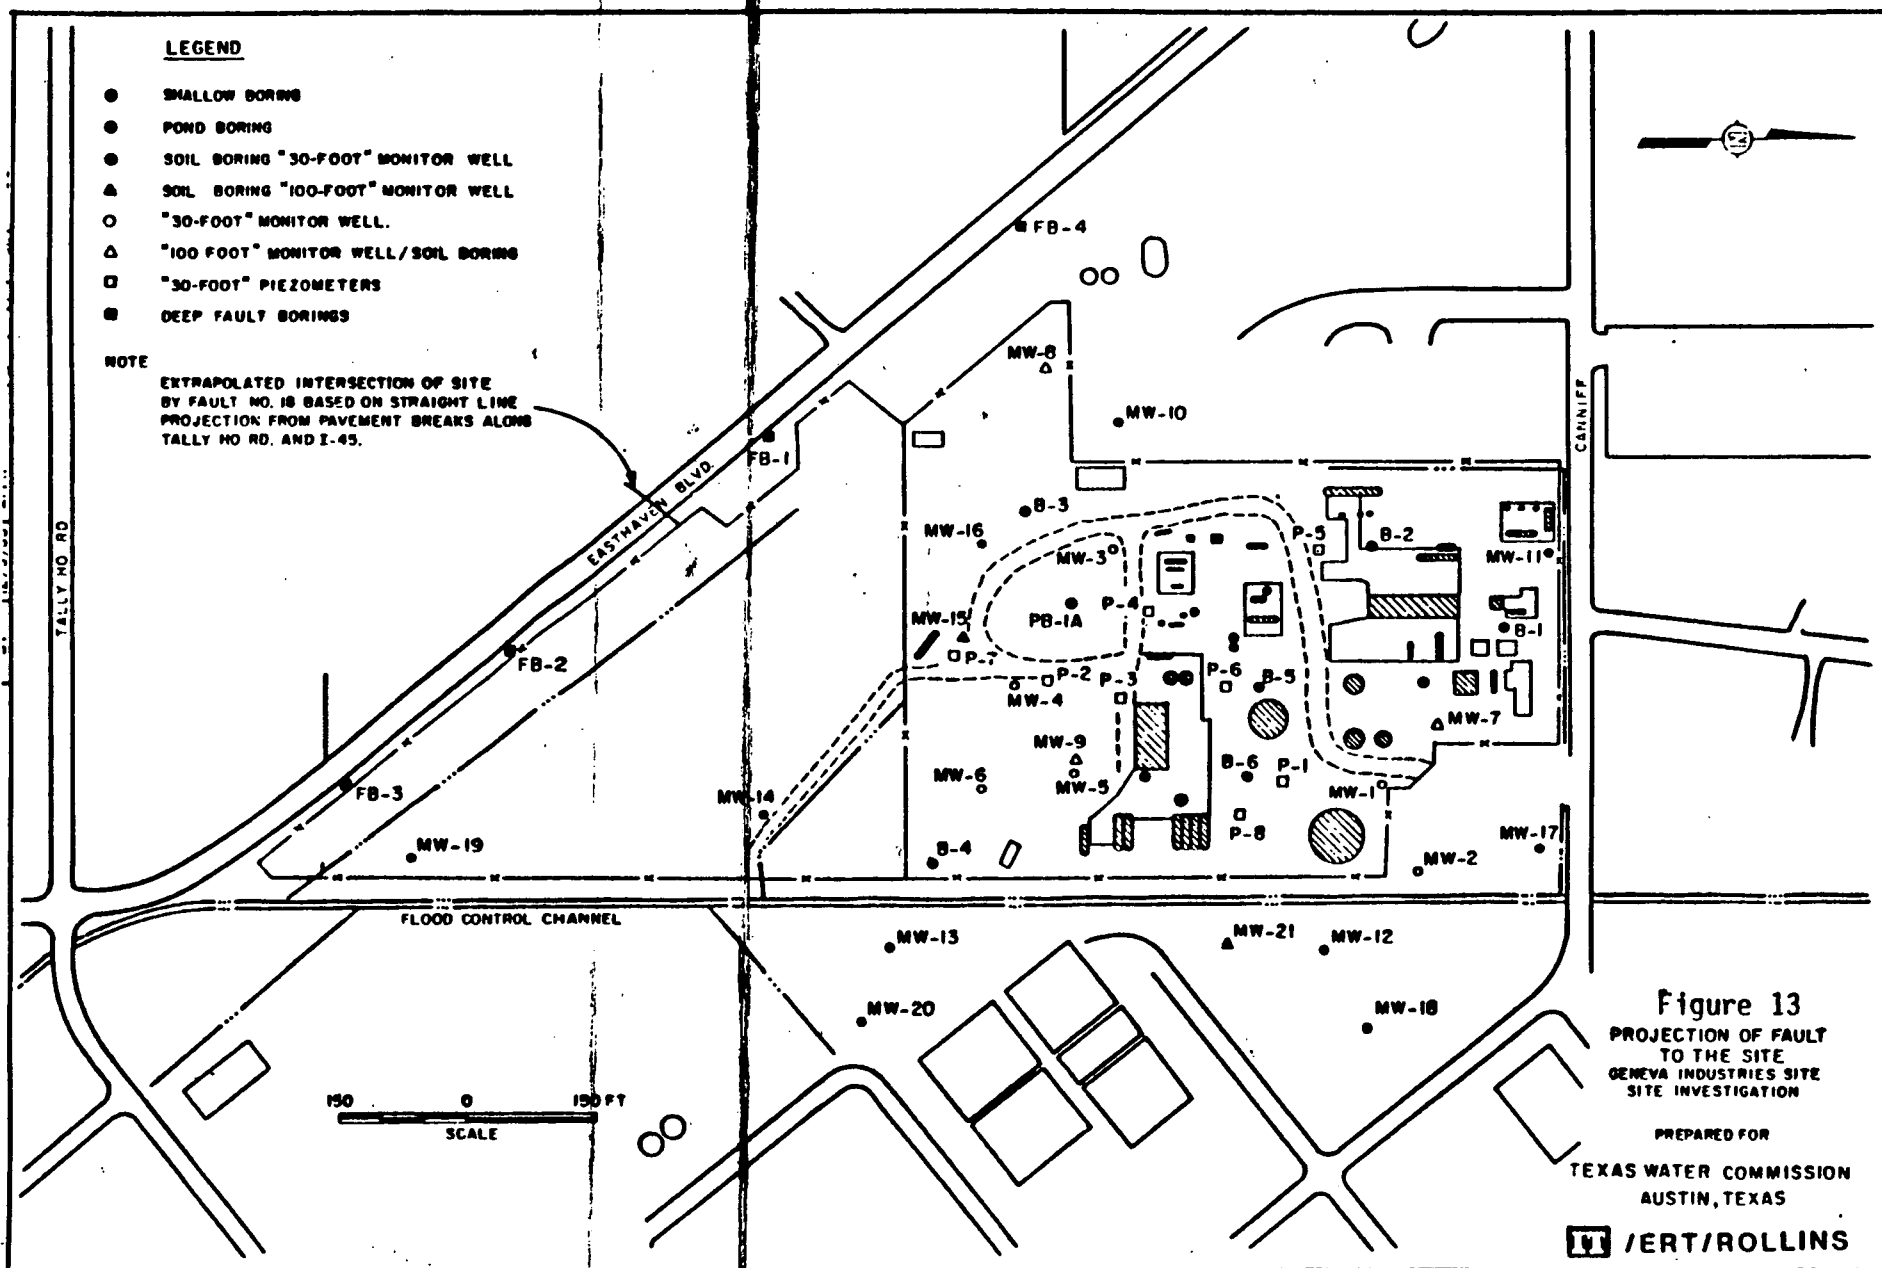 LEGEND
SHALLOW BORING
POND BORING
SOIL BORING "30-FOOT" MONITOR WELL
SOIL BORING "100-FOOT" MONITOR WELL
"30-FOOT" MONITOR WELL.
"100 FOOT" MONITOR WELL/SOIL BORING
"30-FOOT" PIEZOMETERS
DEEP FAULT BORINGS
NOTE
EXTRAPOLATED INTERSECTION OF SITE
BY FAULT NO. 18 BASED ON STRAIGHT LINE
PROJECTION FROM PAVEMENT BREAKS ALONG
TALLY HO RD. AND I-45.
TALLY HO RD
EASTHAVEN BLVD.
CANNIFF
FB-4
MW-8
MW-10
FB-1
B-3
MW-16
MW-3
P-5
B-2
MW-11
PB-1A
P-4
MW-15
P-7
B-1
FB-2
P-2
P-3
MW-4
P-6
B-5
MW-7
MW-9
MW-6
MW-5
B-6
P-1
MW-1
FB-3
MW-14
P-8
MW-17
MW-19
B-4
MW-2
FLOOD CONTROL CHANNEL
MW-13
MW-21
MW-12
MW-20
MW-18
150 0 150 FT
SCALE
Figure 13
PROJECTION OF FAULT
TO THE SITE
GENEVA INDUSTRIES SITE
SITE INVESTIGATION
PREPARED FOR
TEXAS WATER COMMISSION
AUSTIN, TEXAS
IT /ERT/ROLLINS